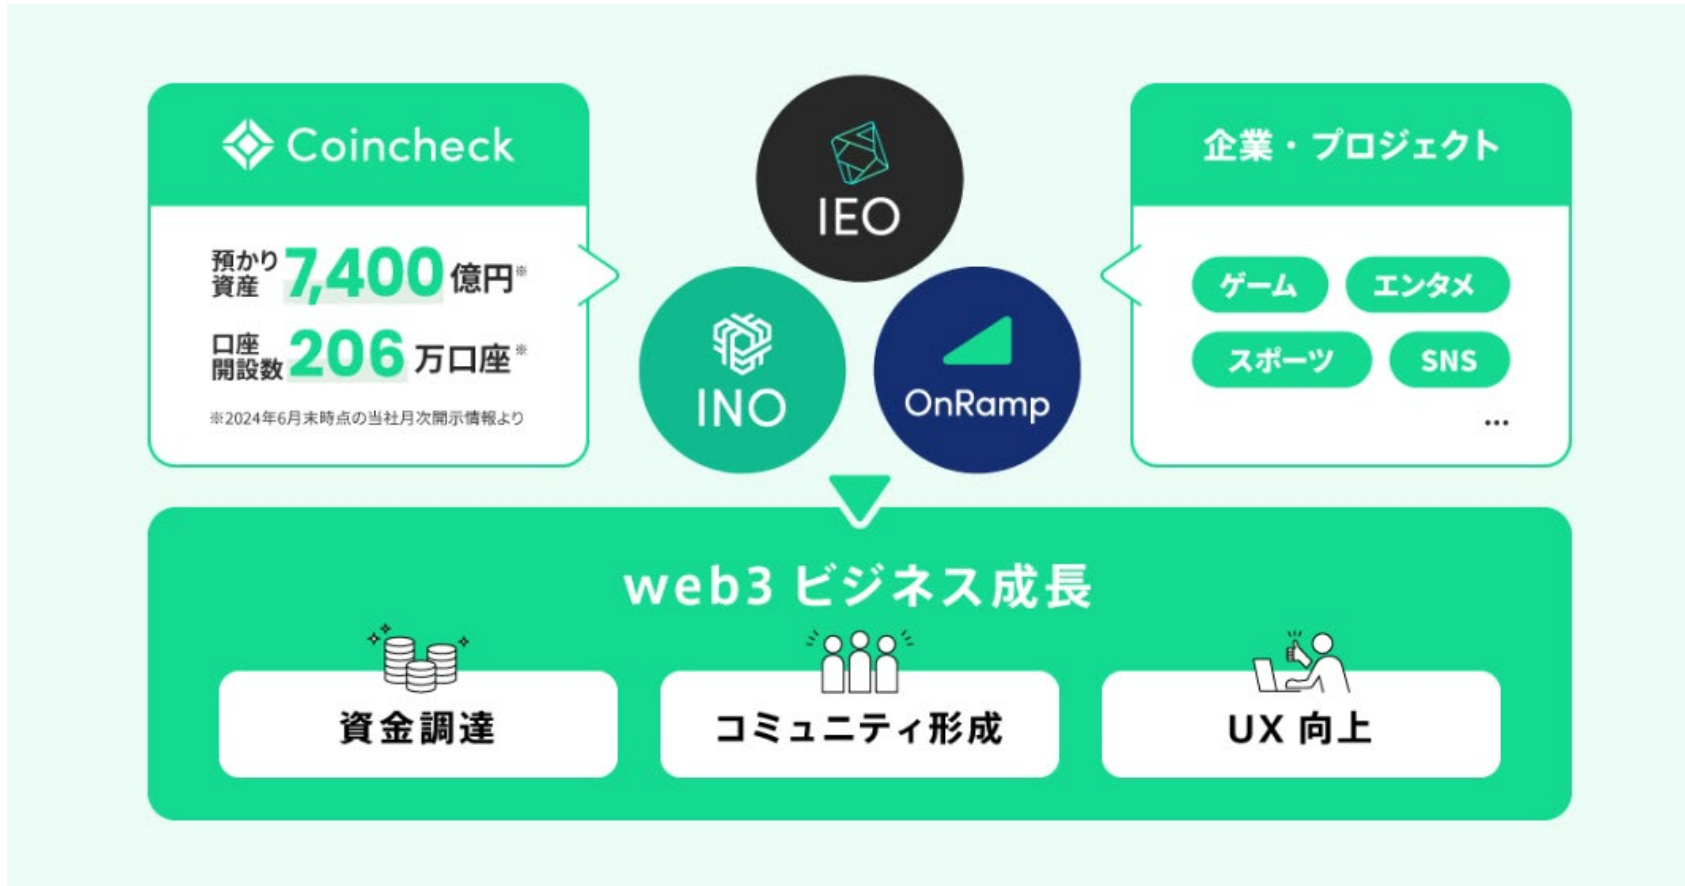 Coincheck
預かり
資産 7,400 億円※
口座
開設数 206 万口座※
※2024年6月末時点の当社月次開示情報より
IEO
INO
OnRamp
企業・プロジェクト
ゲーム
エンタメ
スポーツ
SNS
…
web3 ビジネス成長
資金調達
コミュニティ形成
UX 向上